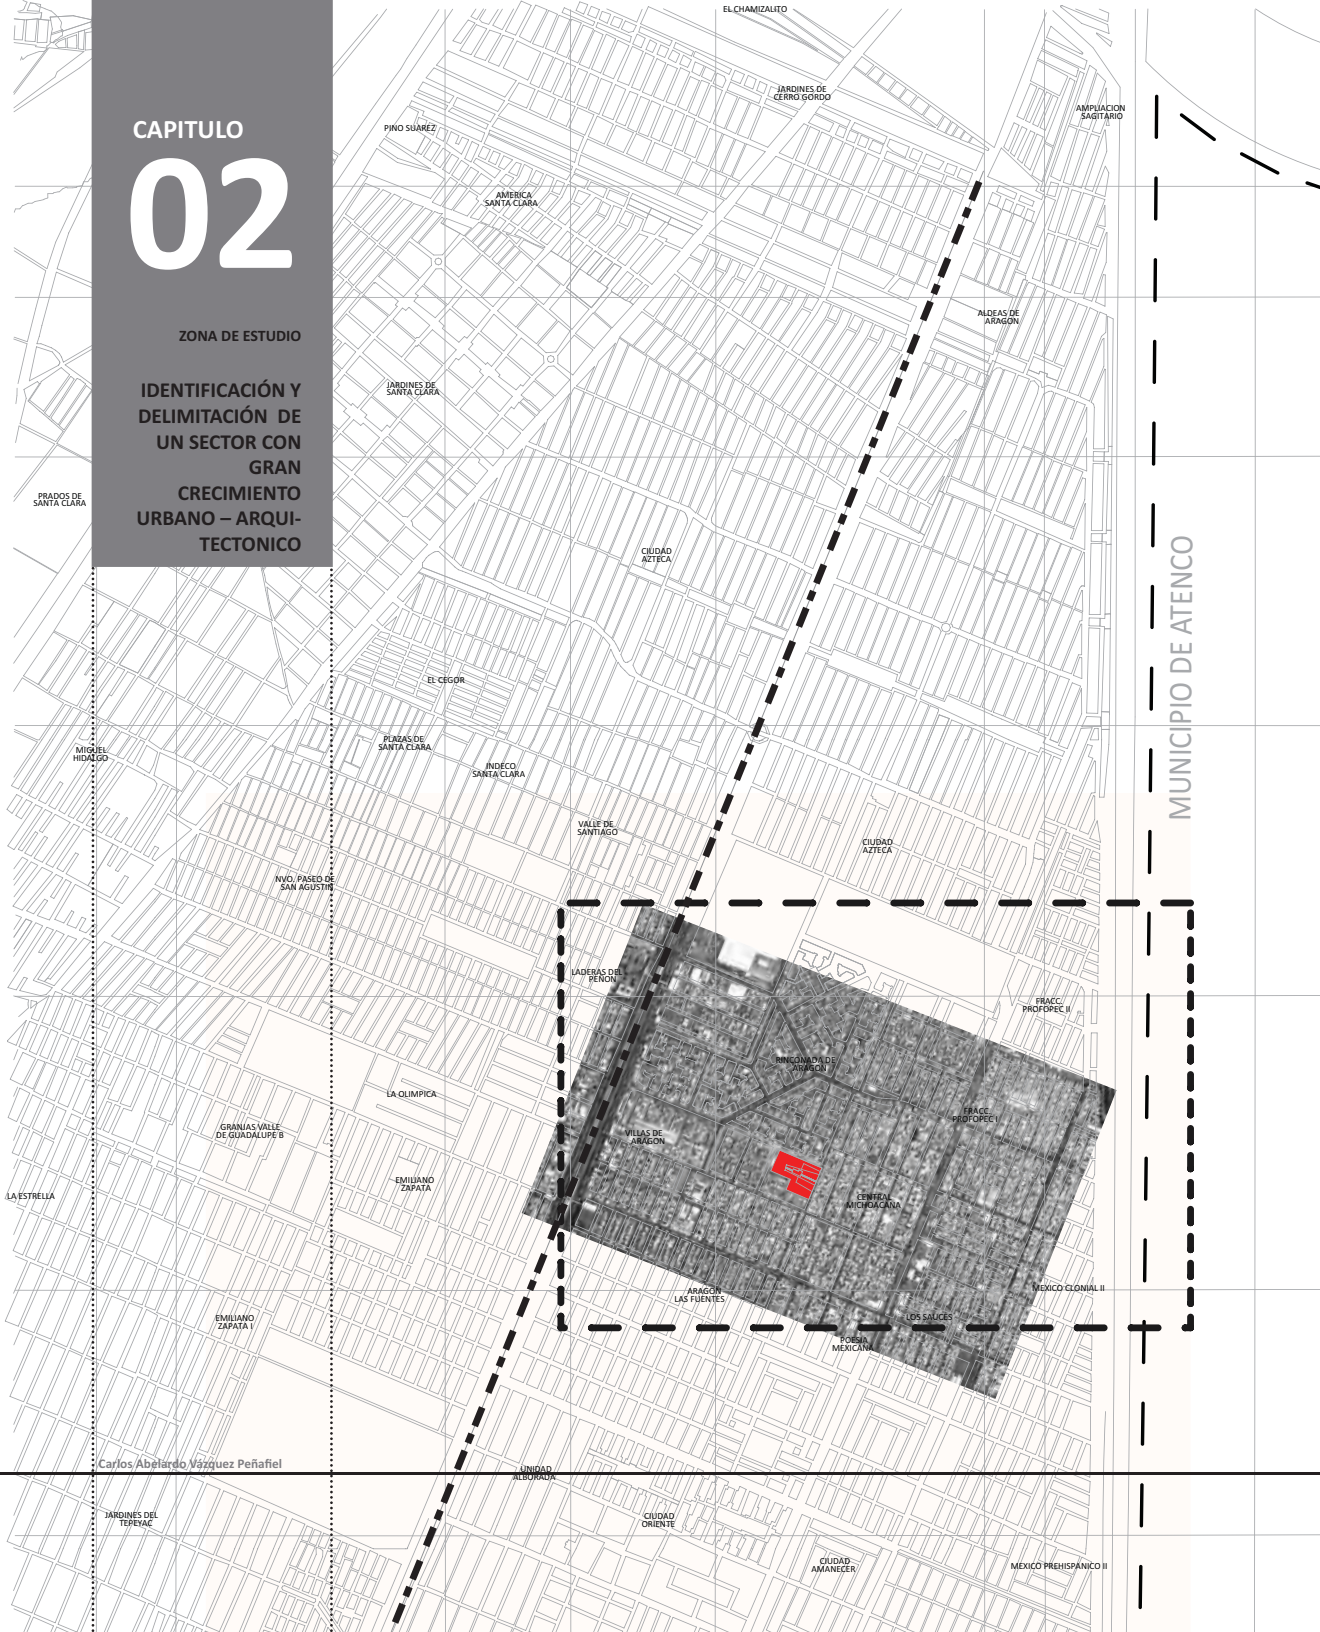 CAPITULO
02
ZONA DE ESTUDIO
IDENTIFICACIÓN Y
DELIMITACIÓN DE
UN SECTOR CON
GRAN
CRECIMIENTO
URBANO – ARQUI-
TECTONICO
EL CHAMIZALITO
JARDINES DE
CERRO GORDO
AMPLIACION
SAGITARIO
PINO SUAREZ
AMERICA
SANTA CLARA
ALDEAS DE
ARAGON
JARDINES DE
SANTA CLARA
PRADOS DE
SANTA CLARA
CIUDAD
AZTECA
MUNICIPIO DE ATENCO
EL CEGOR
PLAZAS DE
SANTA CLARA
MIGUEL
HIDALGO
INDECO
SANTA CLARA
VALLE DE
SANTIAGO
CIUDAD
AZTECA
NVO. PASEO DE
SAN AGUSTIN
LADERAS DEL
PEÑON
FRACC.
PROFOPEC II
RINCONADA DE
ARAGON
LA OLIMPICA
FRACC.
PROFOPEC I
GRANJAS VALLE
DE GUADALUPE B
VILLAS DE
ARAGON
EMILIANO
ZAPATA
LA ESTRELLA
CENTRAL
MICHOACANA
ARAGON
LAS FUENTES
MEXICO CLONIAL II
EMILIANO
ZAPATA I
LOS SAUCES
POESIA
MEXICANA
Carlos Abelardo Vázquez Peñafiel
UNIDAD
ALBORADA
JARDINES DEL
TEPEYAC
CIUDAD
ORIENTE
CIUDAD
AMANECER
MEXICO PREHISPANICO II